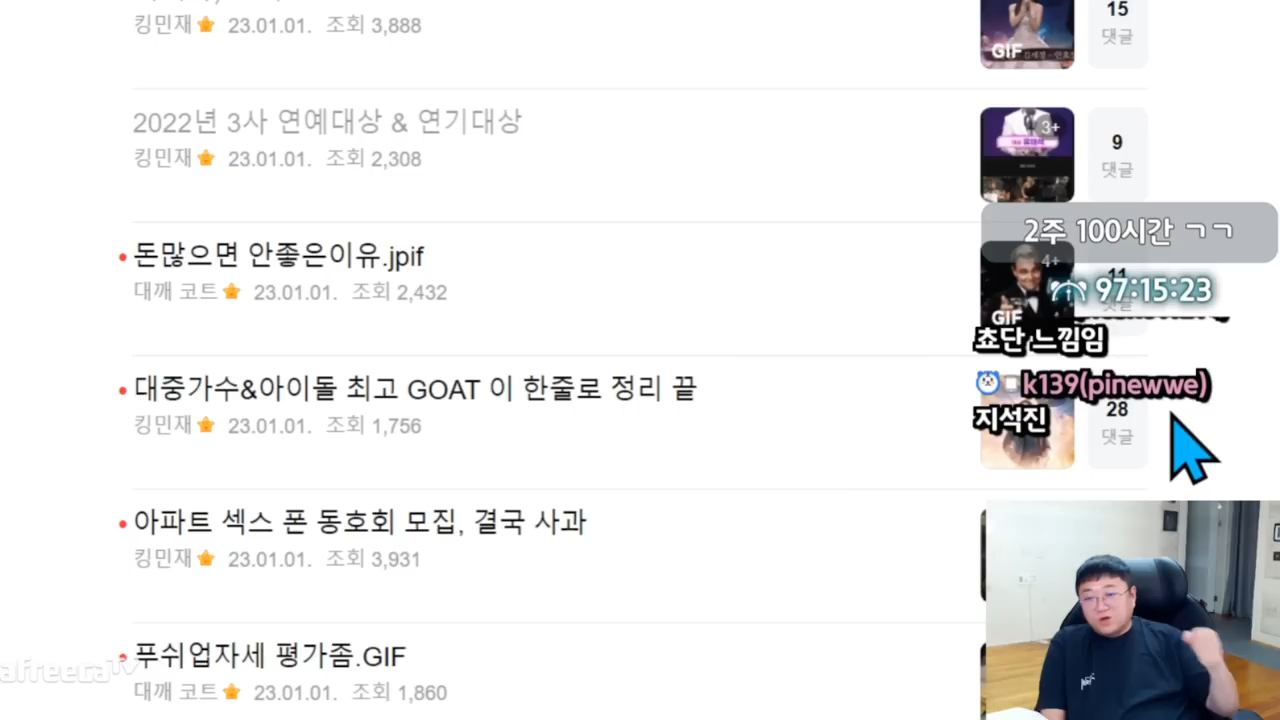 킹민재 23.01.01. 조회 3,888
GIF
15
댓글
2022년 3사 연예대상 & 연기대상
킹민재 23.01.01. 조회 2,308
3+
9
댓글
돈많으면 안좋은이유.jpif
대깨 코트 23.01.01. 조회 2,432
2주 100시간 ㄱㄱ
4+
11
댓글
97:15:23
GIF
쵸단 느낌임
대중가수&아이돌 최고 GOAT 이 한줄로 정리 끝
킹민재 23.01.01. 조회 1,756
k139(pinewwe)
지석진
28
댓글
아파트 섹스 폰 동호회 모집, 결국 사과
킹민재 23.01.01. 조회 3,931
푸쉬업자세 평가좀.GIF
대깨 코트 23.01.01. 조회 1,860
afreecaTV